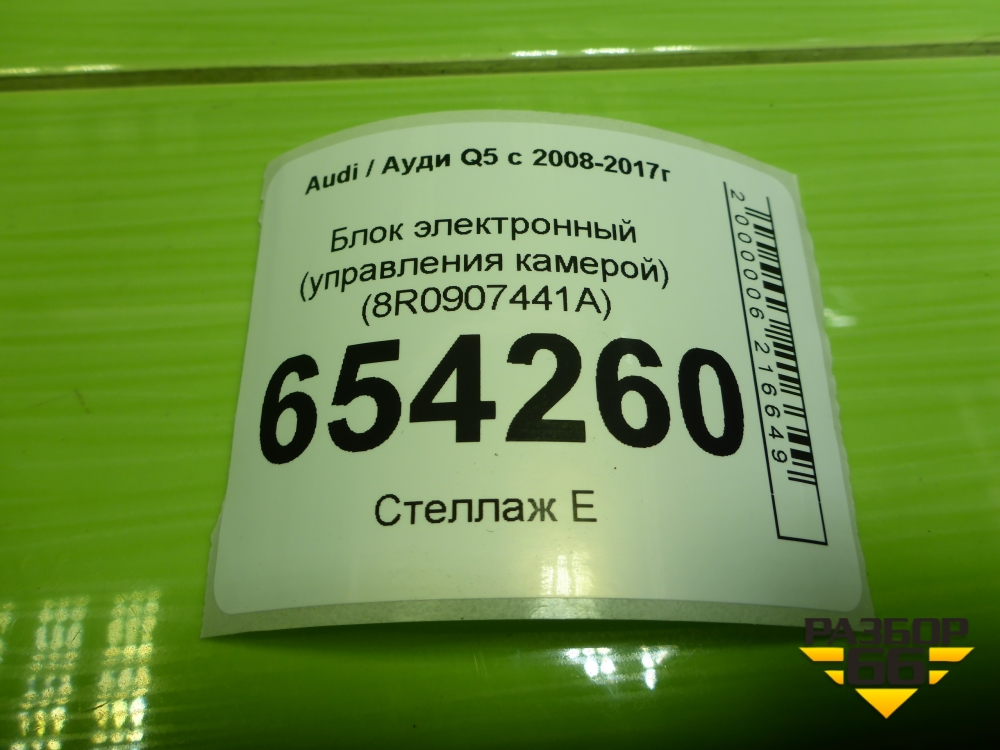 Audi / Ауди Q5 с 2008-2017г
Блок электронный
(управления камерой)
(8R0907441A)
654260
Стеллаж Е
2000006216649
РАЗБОР
66